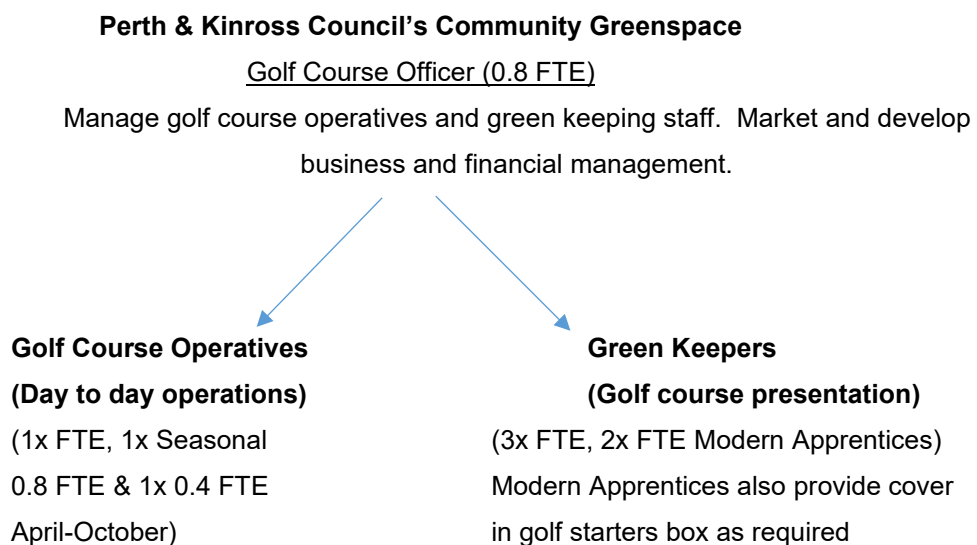 Perth & Kinross Council’s Community Greenspace
Golf Course Officer (0.8 FTE)
Manage golf course operatives and green keeping staff.  Market and develop
business and financial management.
Golf Course Operatives
(Day to day operations)
(1x FTE, 1x Seasonal
0.8 FTE & 1x 0.4 FTE
April-October)
Green Keepers
(Golf course presentation)
(3x FTE, 2x FTE Modern Apprentices)
Modern Apprentices also provide cover
in golf starters box as required